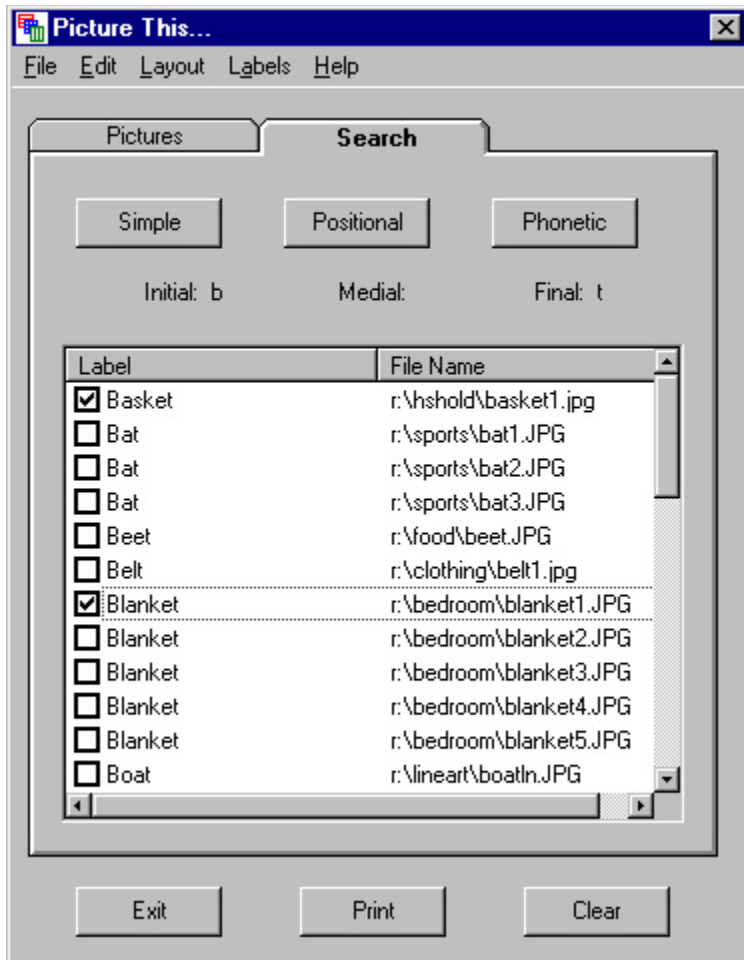 Picture This...
File Edit Layout Labels Help
Pictures Search
Simple Positional Phonetic
Initial: b Medial: Final: t
Label File Name
Basket r:\hshold\basket1.jpg
Bat r:\sports\bat1.JPG
Bat r:\sports\bat2.JPG
Bat r:\sports\bat3.JPG
Beet r:\food\beet.JPG
Belt r:\clothing\belt1.jpg
Blanket r:\bedroom\blanket1.JPG
Blanket r:\bedroom\blanket2.JPG
Blanket r:\bedroom\blanket3.JPG
Blanket r:\bedroom\blanket4.JPG
Blanket r:\bedroom\blanket5.JPG
Boat r:\lineart\boatln.JPG
Exit Print Clear